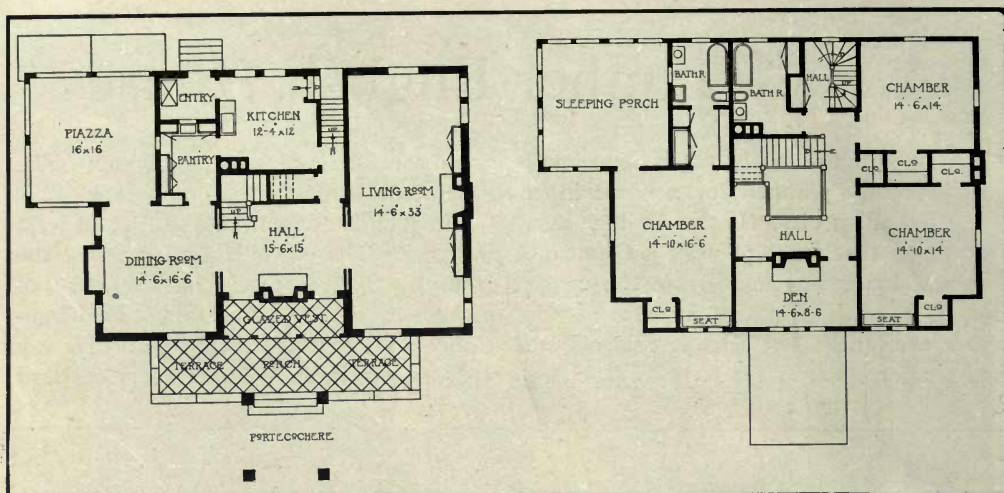 PIAZZA
16 x 16
ENTRY
PANTRY
KITCHEN
12-4 x 12
D
UP
LIVING ROOM
14-6 x 33
UP
HALL
15-6 x 15
DINING ROOM
14-6 x 16-6
GLAZED VEST
TERRACE
PORCH
TERRACE
PORTECOCHERE
SLEEPING PORCH
BATH R.
BATH R.
HALL
D
UP
CHAMBER
14-6 x 14
D
CLO
CLO
CLO.
CHAMBER
14-10 x 16-6
HALL
CHAMBER
14-10 x 14
DEN
14-6 x 8-6
CLO
SEAT
SEAT
CLO